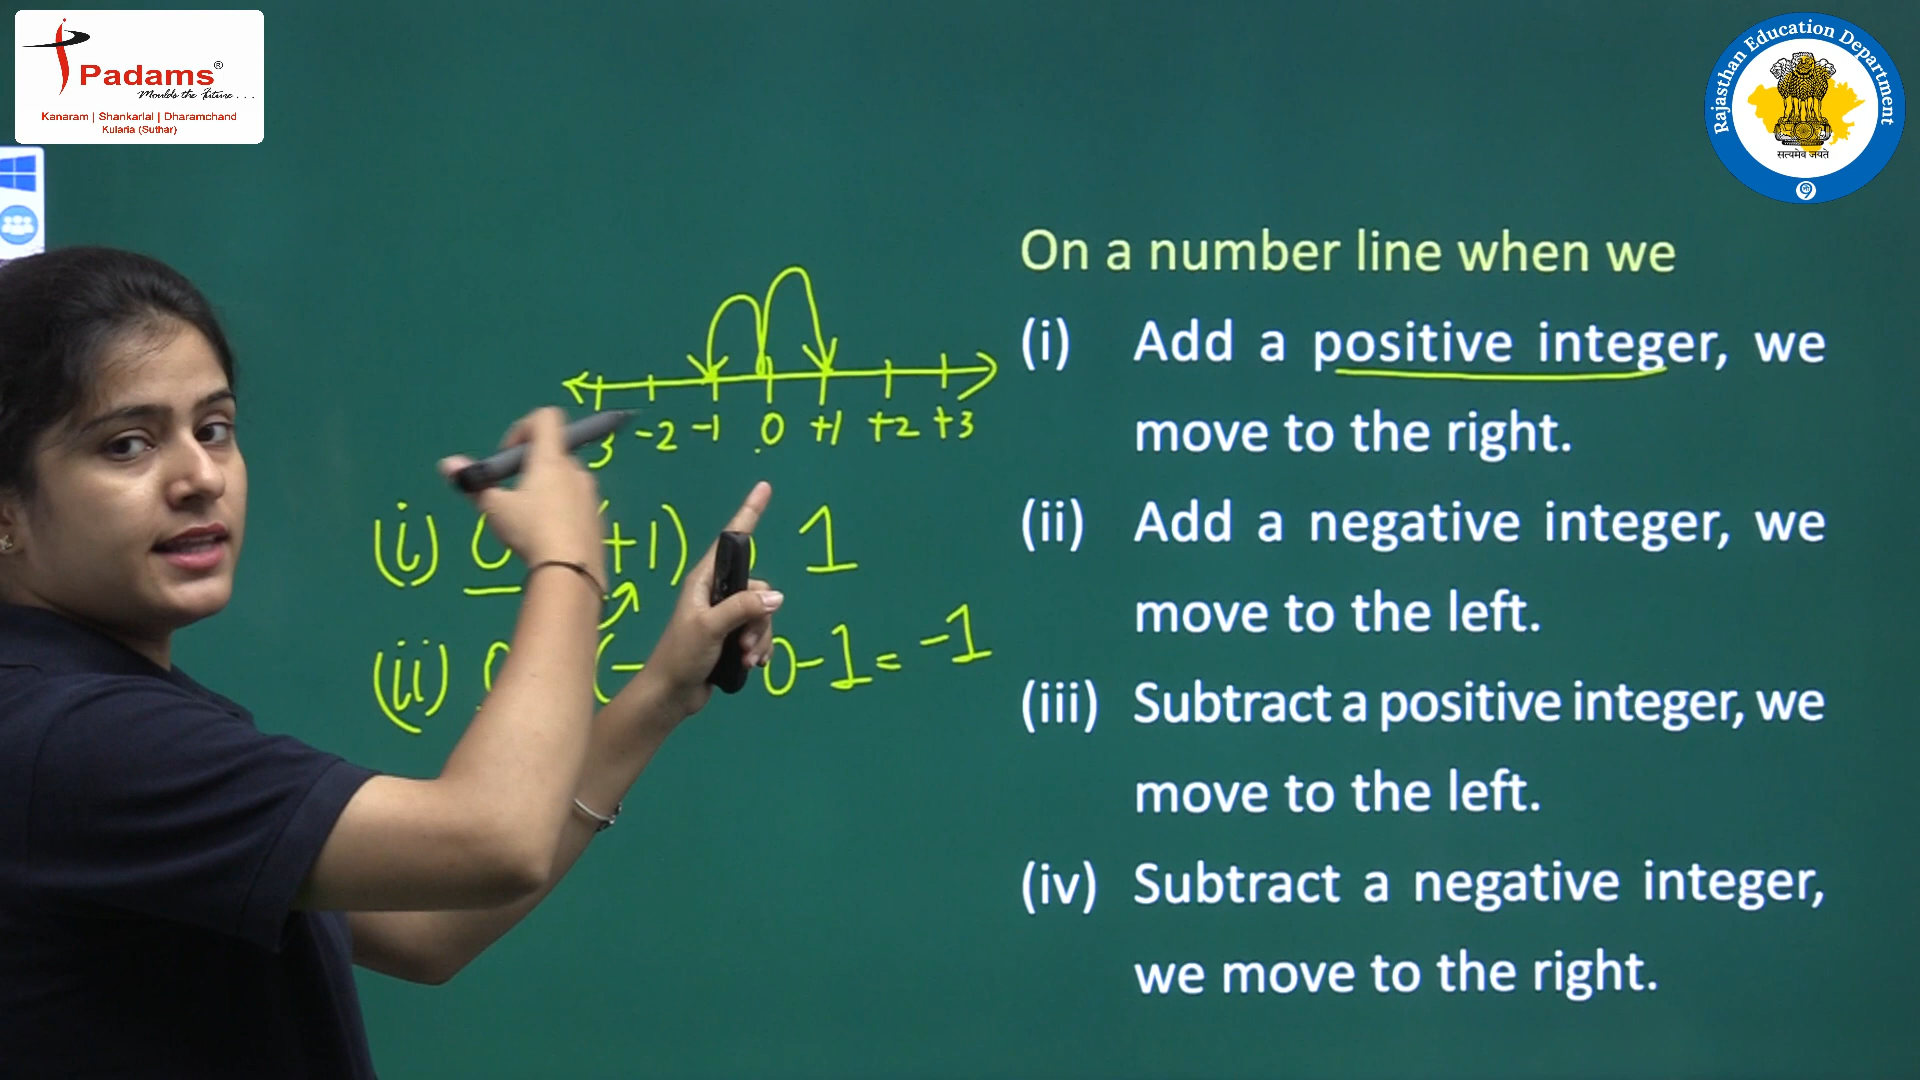 Padams®
Moulds the Future . . .
Kanaram | Shankarlal | Dharamchand
Kularia (Suthar)
Rajasthan Education Department
सत्यमेव जयते
On a number line when we
(i) Add a positive integer, we
move to the right.
(ii) Add a negative integer, we
move to the left.
(iii) Subtract a positive integer, we
move to the left.
(iv) Subtract a negative integer,
we move to the right.
3 -2 -1 0 +1 +2 +3
(i) 0 +1) 1
(ii) 0 (- 0-1= -1